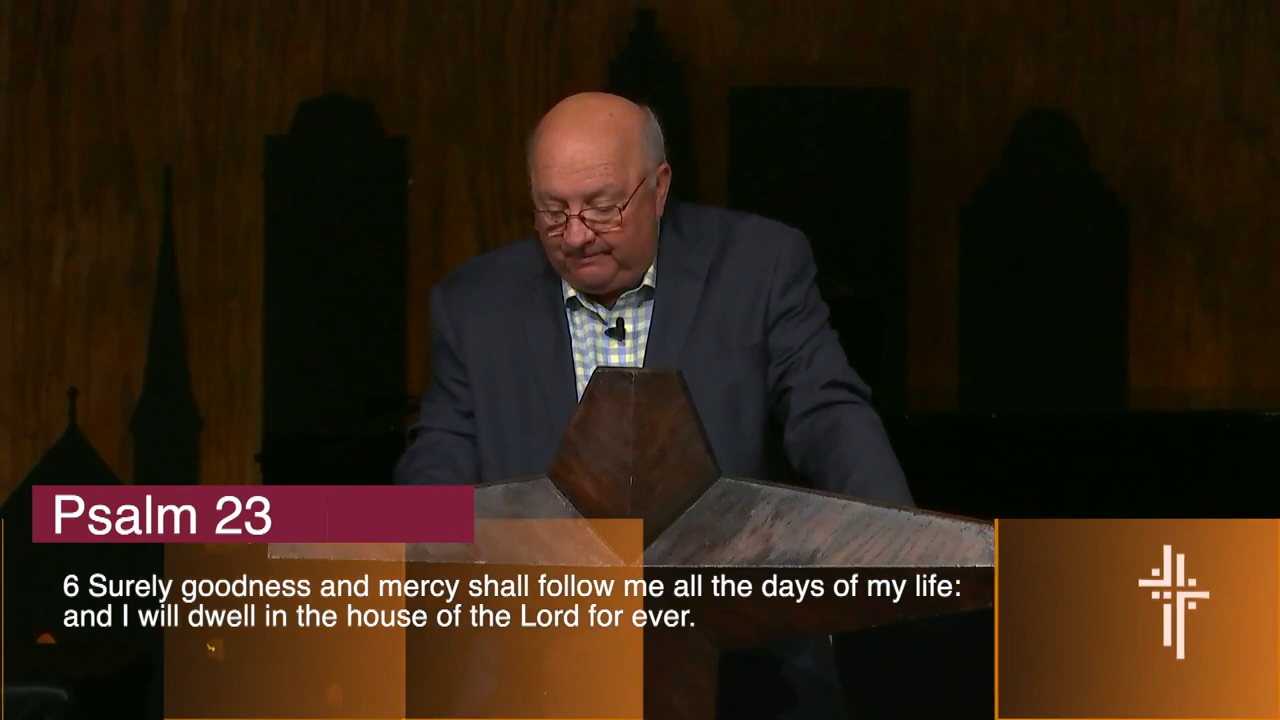 Psalm 23
6 Surely goodness and mercy shall follow me all the days of my life:
and I will dwell in the house of the Lord for ever.